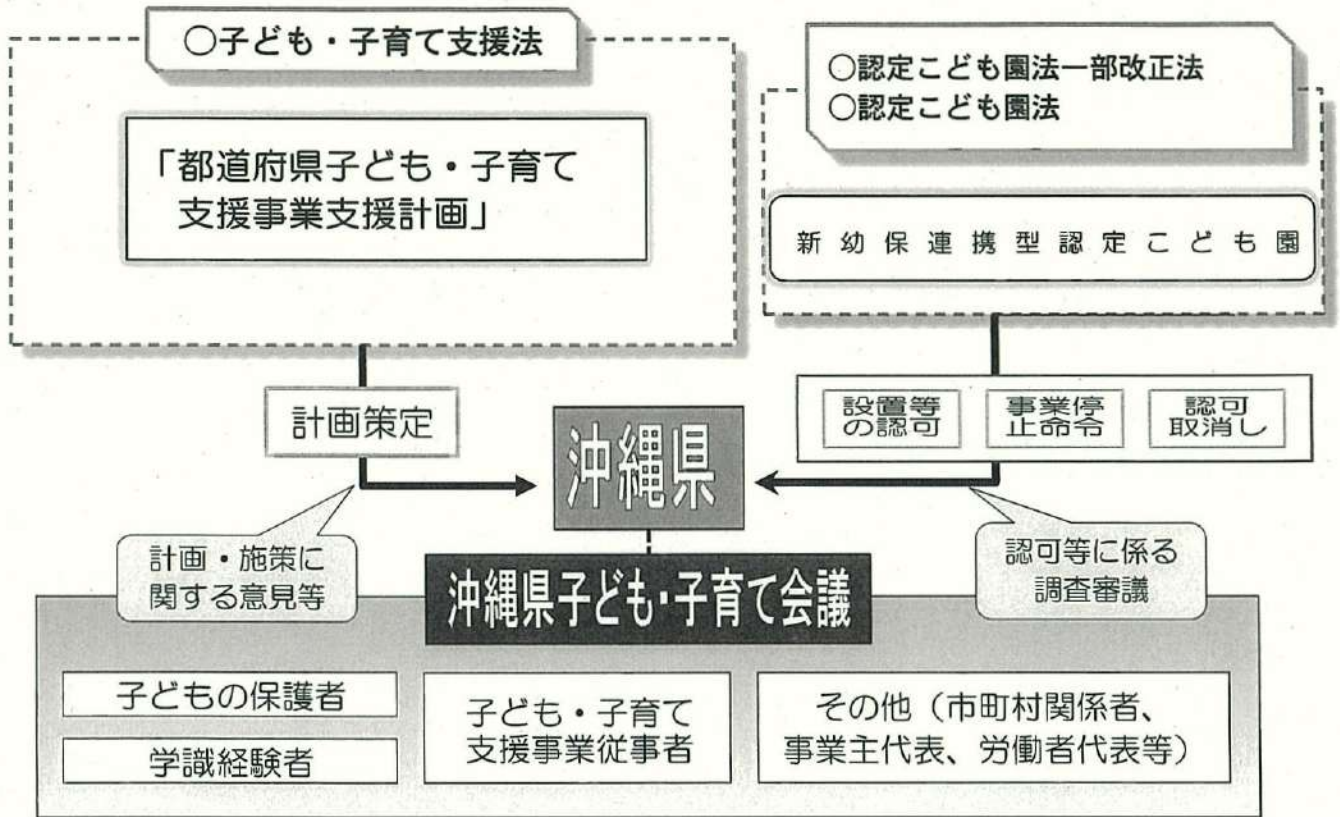 ○子ども・子育て支援法
「都道府県子ども・子育て
支援事業支援計画」
○認定こども園法一部改正法
○認定こども園法
新幼保連携型認定こども園
計画策定
設置等
の認可
事業停
止命令
認可
取消し
沖縄県
計画・施策に
関する意見等
認可等に係る
調査審議
沖縄県子ども・子育て会議
子どもの保護者
学識経験者
子ども・子育て
支援事業従事者
その他（市町村関係者、
事業主代表、労働者代表等）